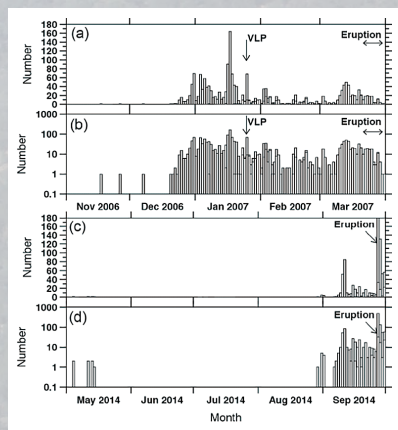 (a)
VLP
Eruption
Number
180
160
140
120
100
80
60
40
20
0
(b)
VLP
Eruption
Number
1000
100
10
1
0.1
Nov 2006 Dec 2006 Jan 2007 Feb 2007 Mar 2007
(c)
Eruption
Number
180
160
140
120
100
80
60
40
20
0
(d)
Eruption
Number
1000
100
10
1
0.1
May 2014 Jun 2014 Jul 2014 Aug 2014 Sep 2014
Month